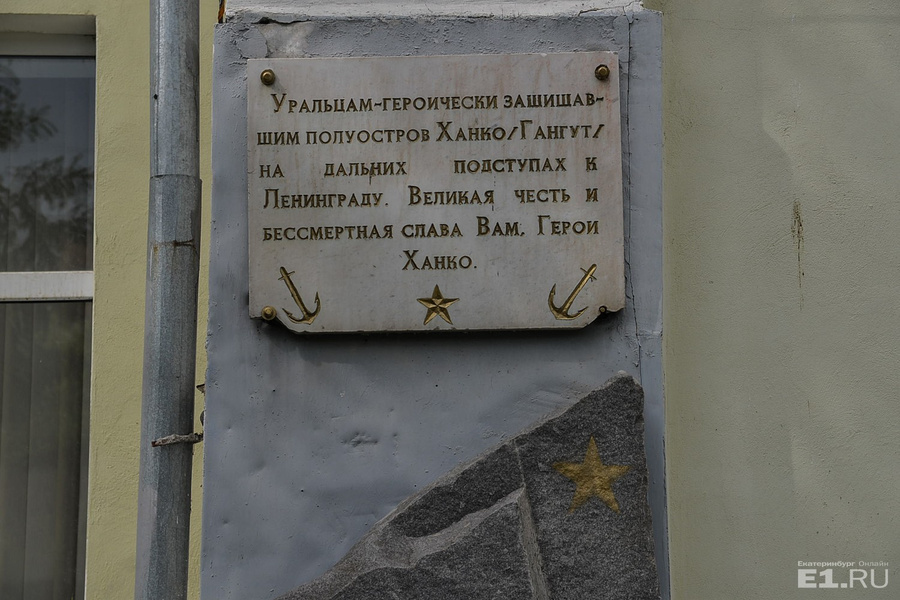 Уральцам-героически зашишав-
шим полуостров Ханко/Гангут/
на дальних подступах к
Ленинграду. Великая честь и
бессмертная слава Вам, Герои
Ханко.
Екатеринбург Онлайн
E1.RU